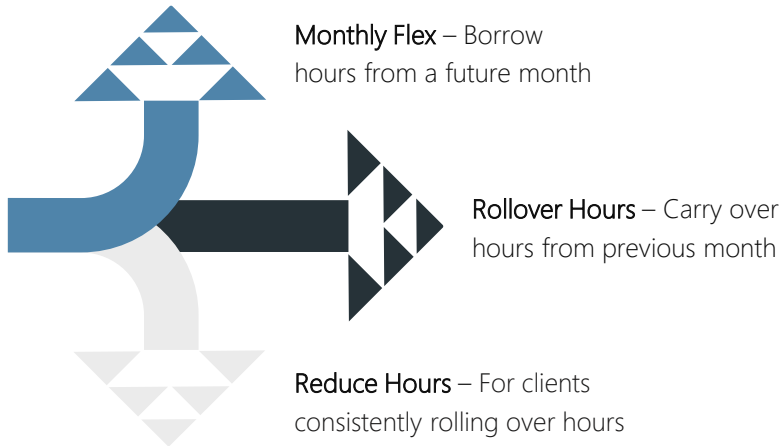 Monthly Flex – Borrow
hours from a future month
Rollover Hours – Carry over
hours from previous month
Reduce Hours – For clients
consistently rolling over hours